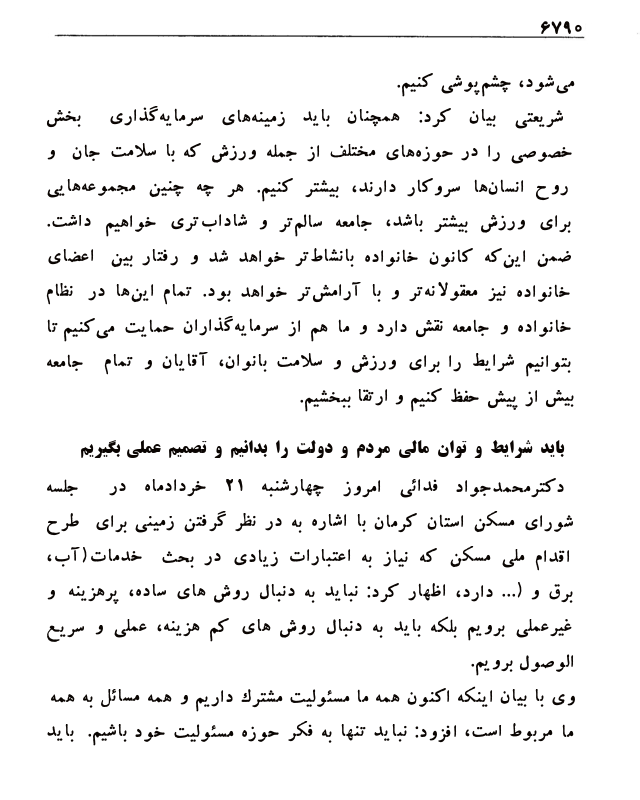 ۶۷۹۰
می‌شود، چشم‌پوشی کنیم.
شریعتی بیان کرد: همچنان باید زمینه‌های سرمایه‌گذاری بخش
خصوصی را در حوزه‌های مختلف از جمله ورزش که با سلامت جان و
روح انسان‌ها سروکار دارند، بیشتر کنیم. هر چه چنین مجموعه‌هایی
برای ورزش بیشتر باشد، جامعه سالم‌تر و شاداب‌تری خواهیم داشت.
ضمن این‌که کانون خانواده بانشاط‌تر خواهد شد و رفتار بین اعضای
خانواده نیز معقولانه‌تر و با آرامش‌تر خواهد بود. تمام این‌ها در نظام
خانواده و جامعه نقش دارد و ما هم از سرمایه‌گذاران حمایت می‌کنیم تا
بتوانیم شرایط را برای ورزش و سلامت بانوان، آقایان و تمام جامعه
بیش از پیش حفظ کنیم و ارتقا ببخشیم.
باید شرایط و توان مالی مردم و دولت را بدانیم و تصمیم عملی بگیریم
دکترمحمدجواد فدائی امروز چهارشنبه ۲۱ خردادماه در جلسه
شورای مسکن استان کرمان با اشاره به در نظر گرفتن زمینی برای طرح
اقدام ملی مسکن که نیاز به اعتبارات زیادی در بحث خدمات(آب،
برق و (... دارد، اظهار کرد: نباید به دنبال روش های ساده، پرهزینه و
غیرعملی برویم بلکه باید به دنبال روش های کم هزینه، عملی و سریع
الوصول برویم.
وی با بیان اینکه اکنون همه ما مسئولیت مشترك داریم و همه مسائل به همه
ما مربوط است، افزود: نباید تنها به فکر حوزه مسئولیت خود باشیم. باید